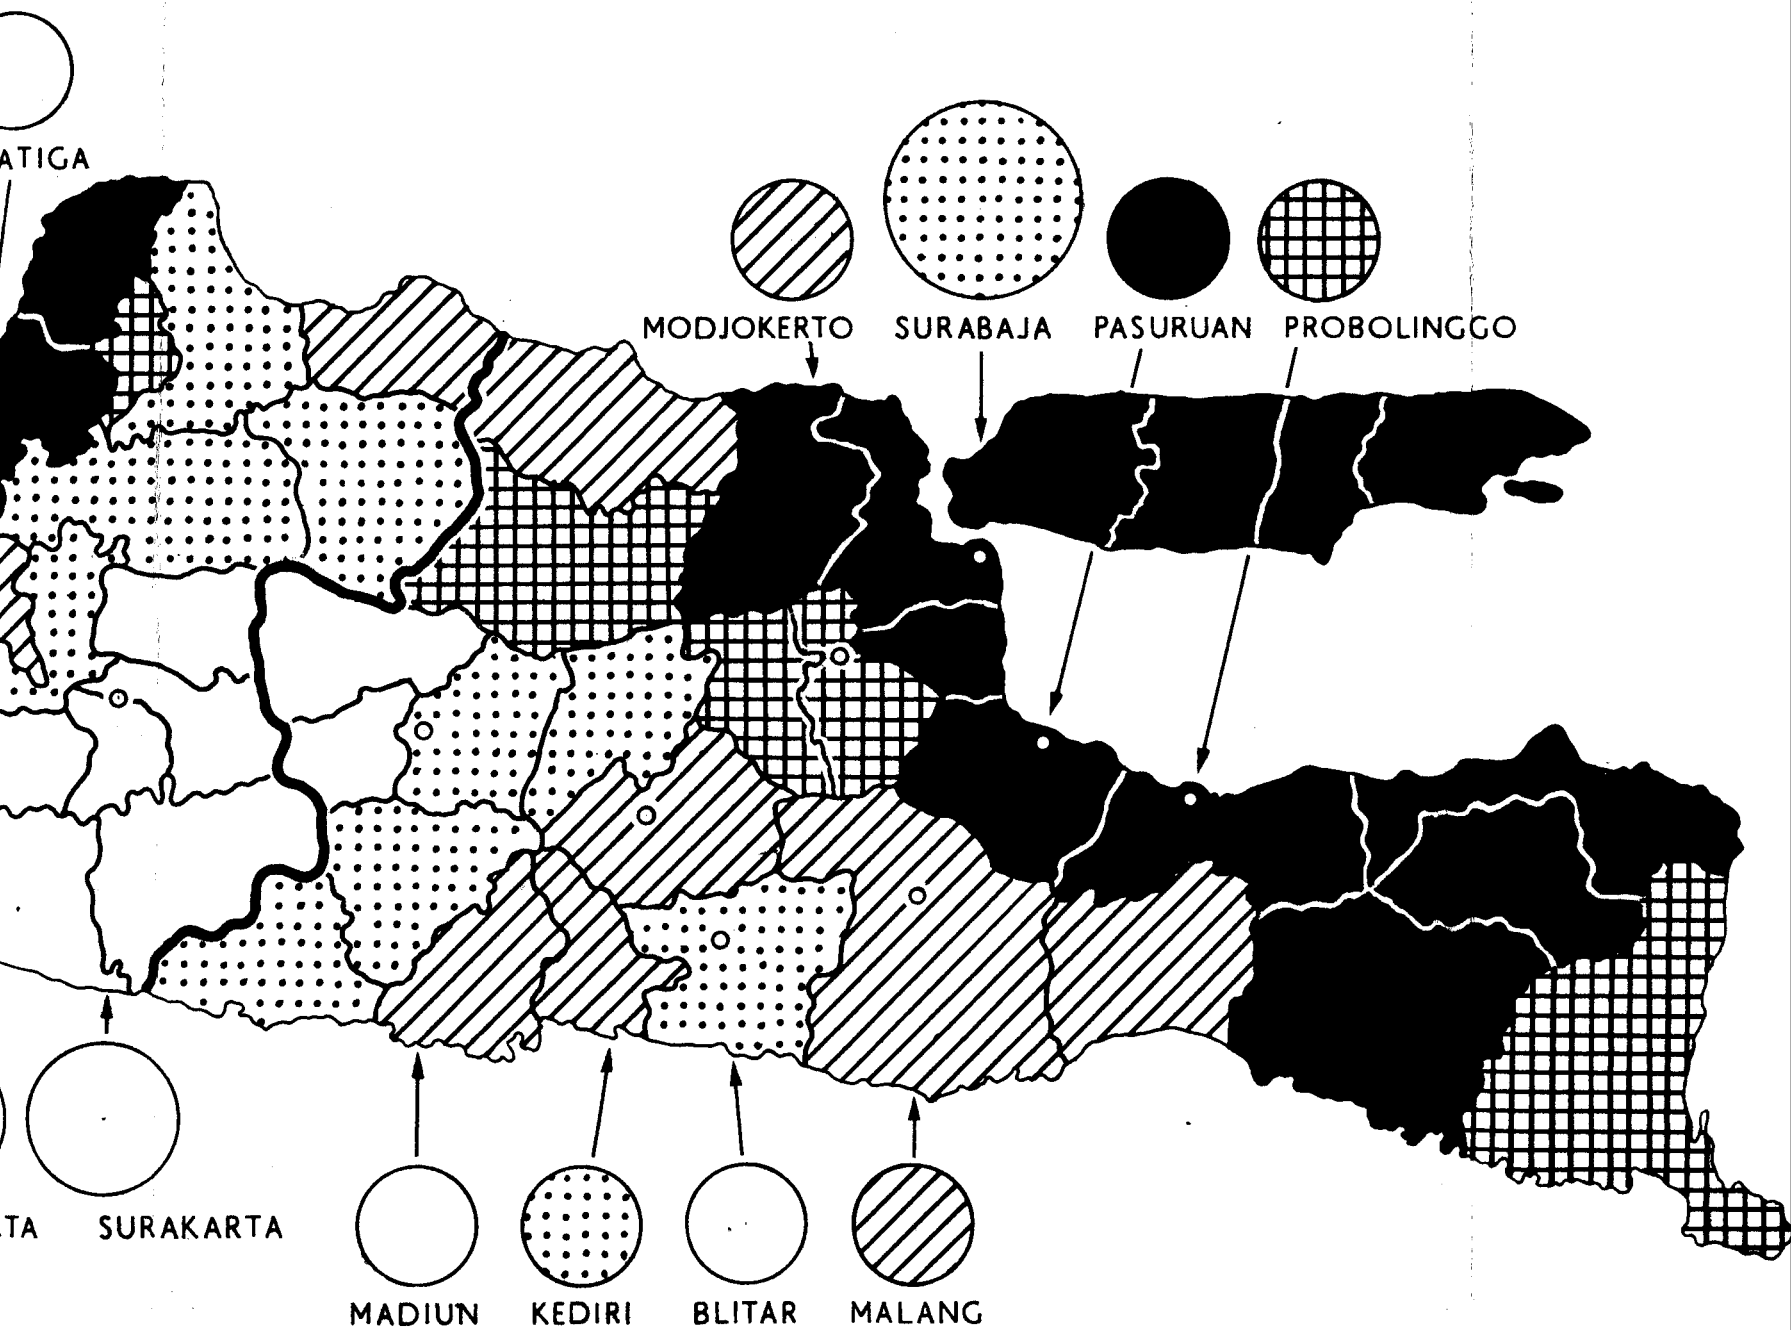 ATIGA
MODJOKERTO SURABAJA PASURUAN PROBOLINGGO
TA SURAKARTA
MADIUN KEDIRI BLITAR MALANG